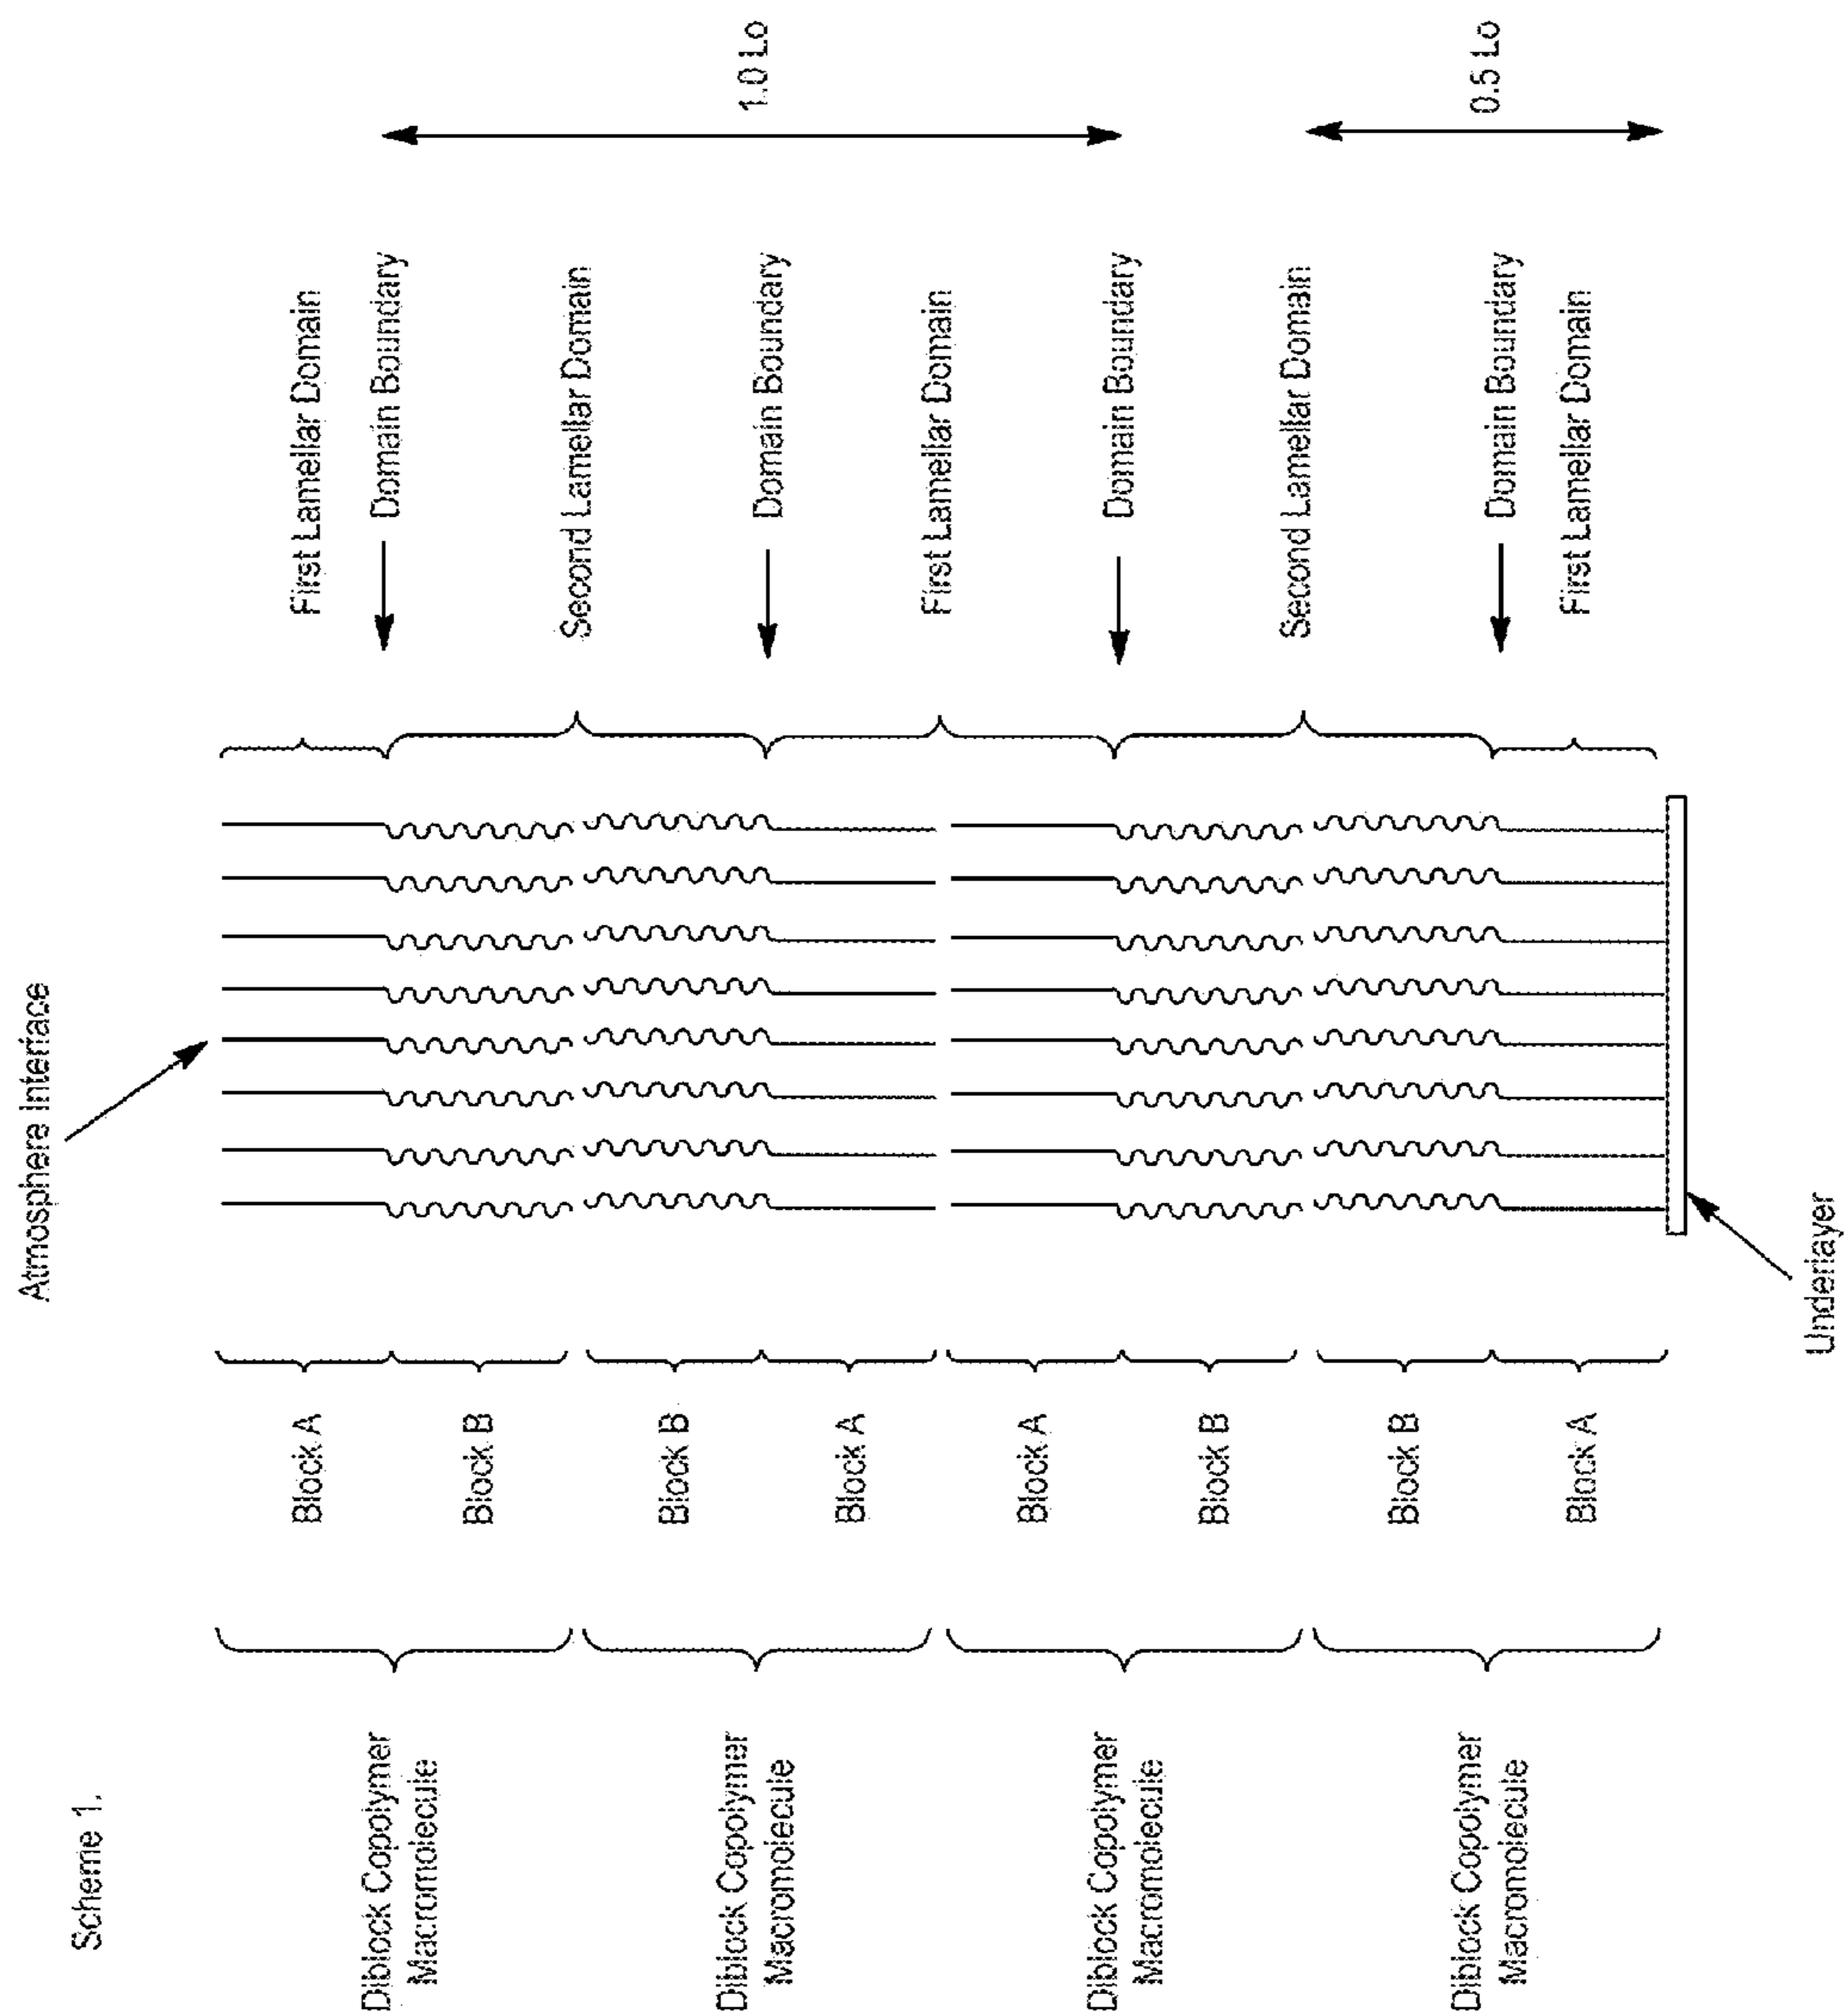 Scheme 1.
Atmosphere Interface
Diblock Copolymer
Macromolecule
Diblock Copolymer
Macromolecule
Diblock Copolymer
Macromolecule
Diblock Copolymer
Macromolecule
Block A
Block B
Block B
Block A
Block A
Block B
Block B
Block A
Underlayer
First Lamellar Domain
Domain Boundary
Second Lamellar Domain
Domain Boundary
First Lamellar Domain
Domain Boundary
Second Lamellar Domain
Domain Boundary
First Lamellar Domain
1.0 Lo
0.5 Lo